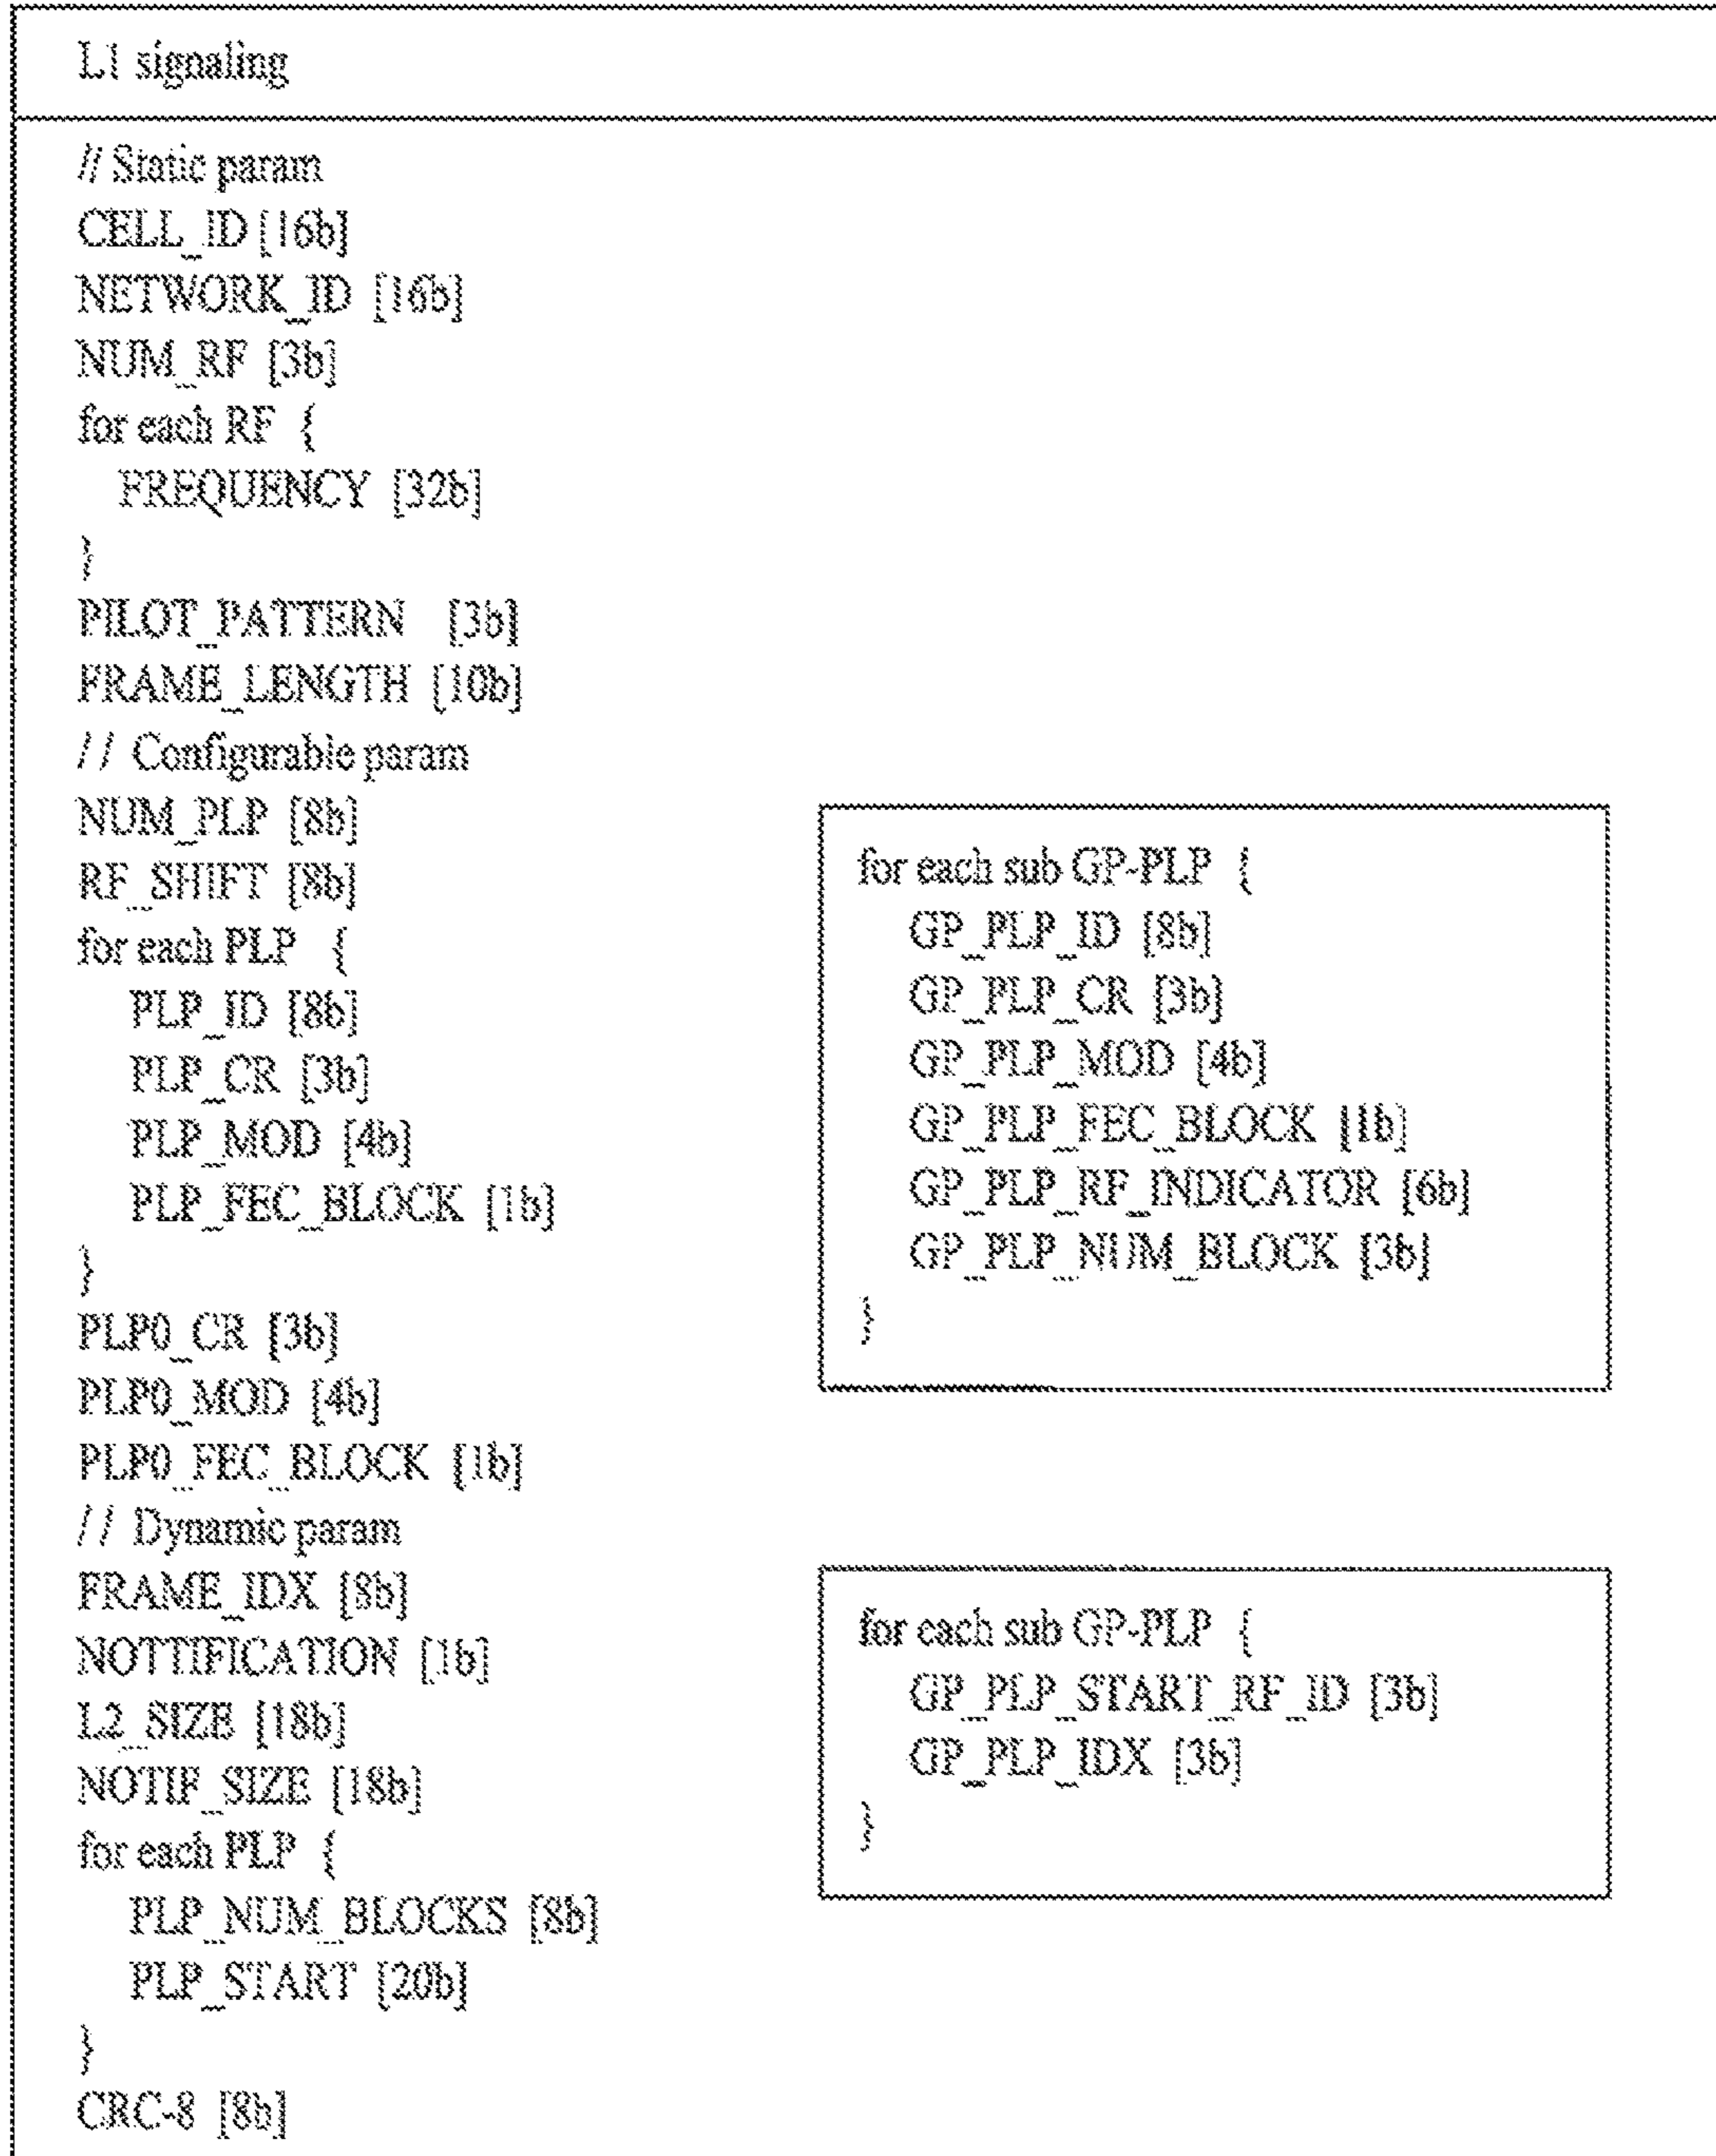 L1 signaling
// Static param
CELL_ID [16b]
NETWORK_ID [16b]
NUM_RF [3b]
for each RF {
FREQUENCY [32b]
}
PILOT_PATTERN [3b]
FRAME_LENGTH [10b]
// Configurable param
NUM_PLP [8b]
RF_SHIFT [8b]
for each PLP {
PLP_ID [8b]
PLP_CR [3b]
PLP_MOD [4b]
PLP_FEC_BLOCK [1b]
}
PLP0_CR [3b]
PLP0_MOD [4b]
PLP0_FEC_BLOCK [1b]
// Dynamic param
FRAME_IDX [8b]
NOTTIFICATION [1b]
L2_SIZE [18b]
NOTIF_SIZE [18b]
for each PLP {
PLP_NUM_BLOCKS [8b]
PLP_START [20b]
}
CRC-8 [8b]
for each sub GP-PLP {
GP_PLP_ID [8b]
GP_PLP_CR [3b]
GP_PLP_MOD [4b]
GP_PLP_FEC_BLOCK [1b]
GP_PLP_RF_INDICATOR [6b]
GP_PLP_NUM_BLOCK [3b]
}
for each sub GP-PLP {
GP_PLP_START_RF_ID [3b]
GP_PLP_IDX [3b]
}